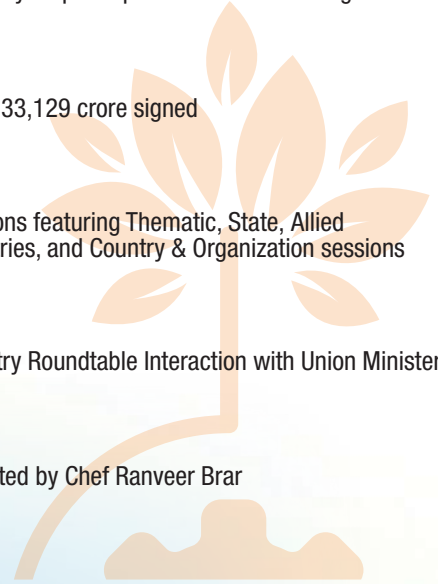 33,129 crore signed
ons featuring Thematic, State, Allied
ries, and Country & Organization sessions
try Roundtable Interaction with Union Minister
ted by Chef Ranveer Brar